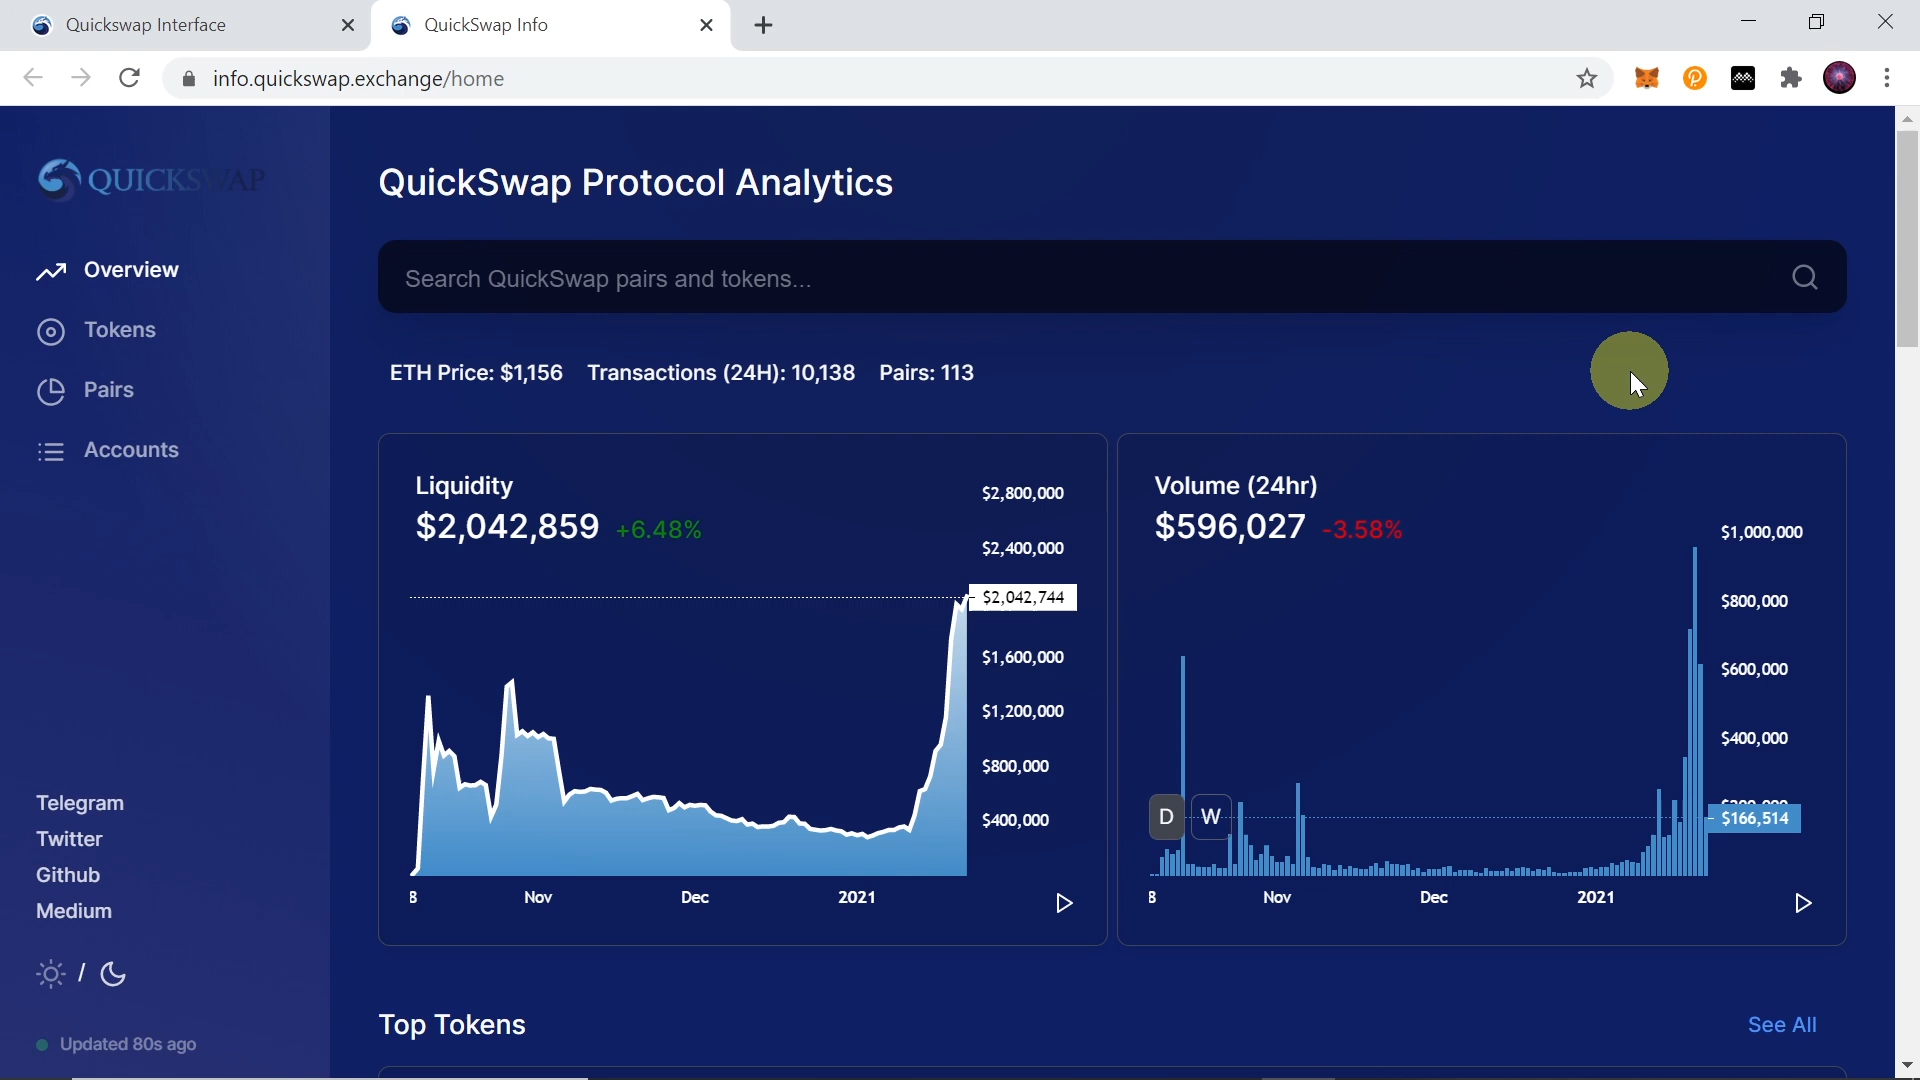 Quickswap Interface
QuickSwap Info
info.quickswap.exchange/home
QUICKSWAP
Overview
Tokens
Pairs
Accounts
Telegram
Twitter
Github
Medium
/
Updated 80s ago
QuickSwap Protocol Analytics
Search QuickSwap pairs and tokens...
ETH Price: $1,156 Transactions (24H): 10,138 Pairs: 113
Liquidity
$2,042,859 +6.48%
$2,800,000
$2,400,000
$2,042,744
$1,600,000
$1,200,000
$800,000
$400,000
8 Nov Dec 2021
Volume (24hr)
$596,027 -3.58%
$1,000,000
$800,000
$600,000
$400,000
$166,514
D W
8 Nov Dec 2021
Top Tokens
See All